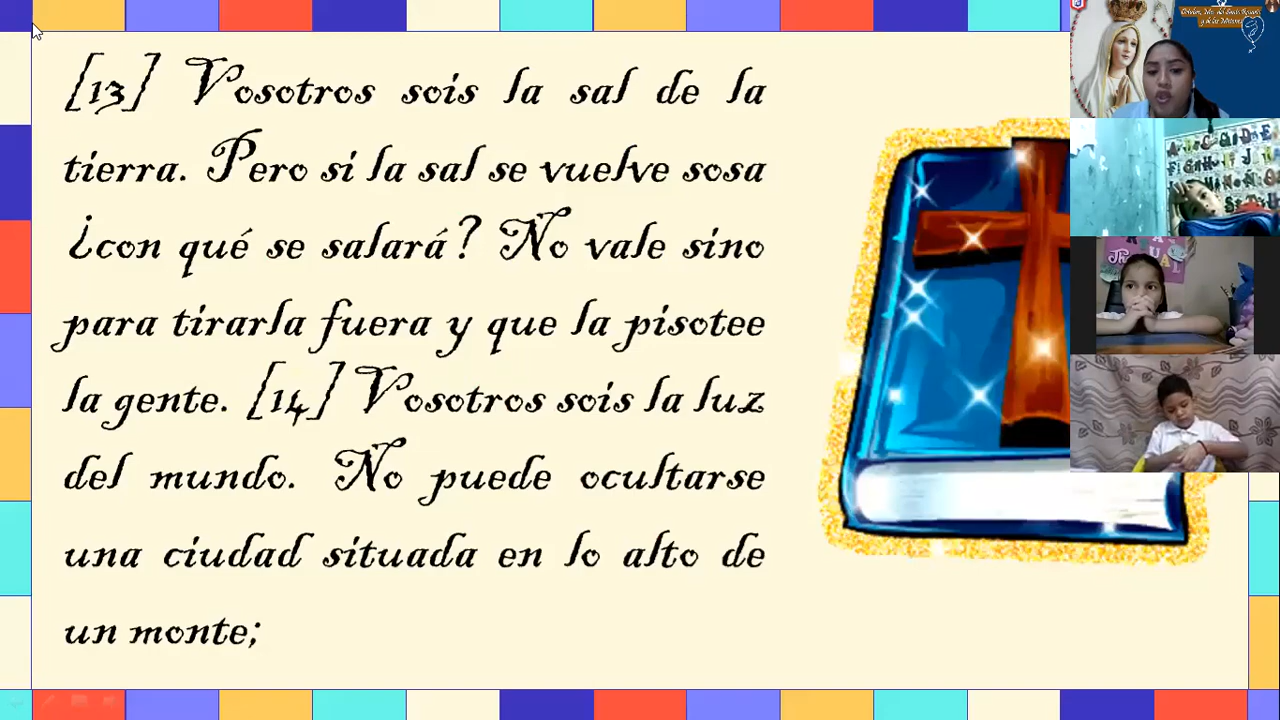 [13] Vosotros sois la sal de la
tierra. Pero si la sal se vuelve sosa
¿con qué se salará? No vale sino
para tirarla fuera y que la pisotee
la gente. [14] Vosotros sois la luz
del mundo. No puede ocultarse
una ciudad situada en lo alto de
un monte;